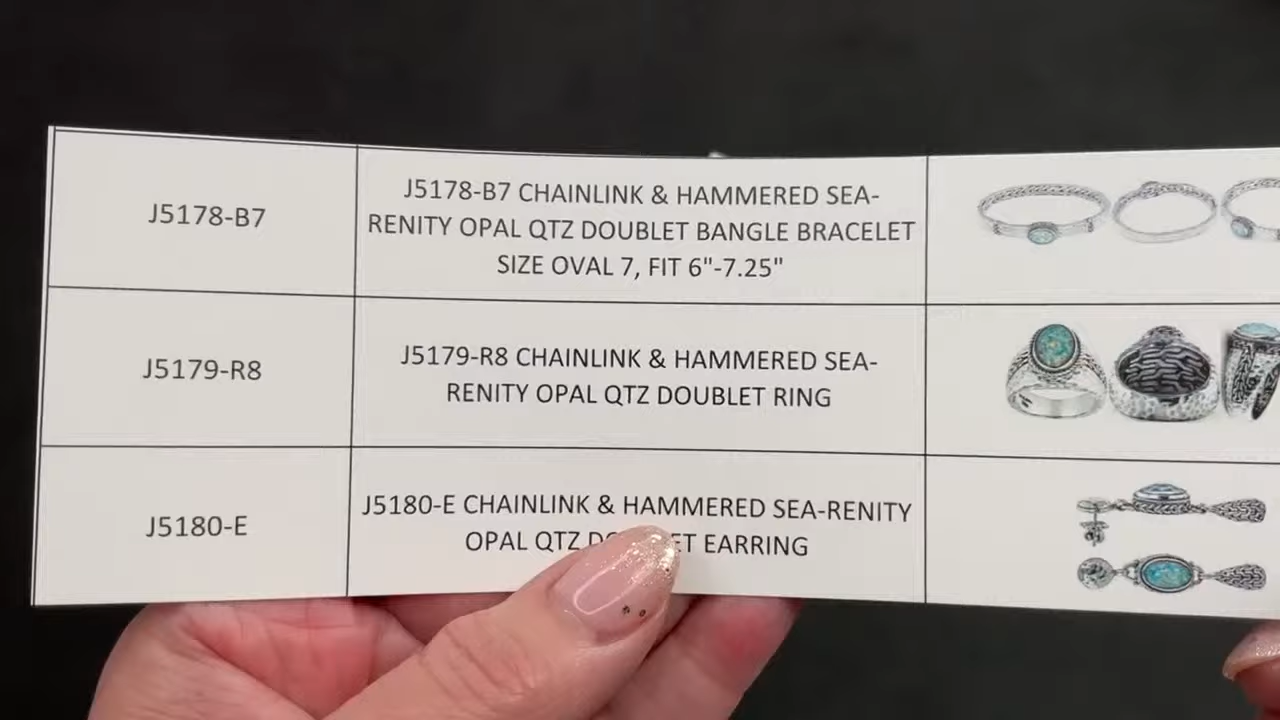 J5178-B7
J5178-B7 CHAINLINK & HAMMERED SEA-
RENITY OPAL QTZ DOUBLET BANGLE BRACELET
SIZE OVAL 7, FIT 6"-7.25"
J5179-R8
J5179-R8 CHAINLINK & HAMMERED SEA-
RENITY OPAL QTZ DOUBLET RING
J5180-E
J5180-E CHAINLINK & HAMMERED SEA-RENITY
OPAL QTZ EARRING